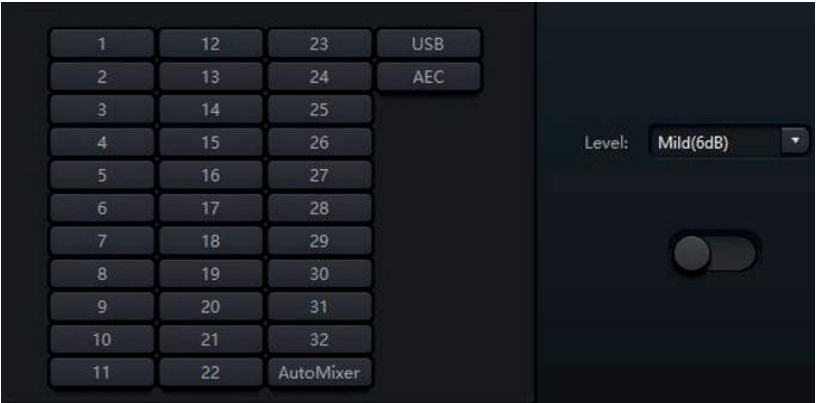 1 12 23 USB
2 13 24 AEC
3 14 25
4 15 26
5 16 27
6 17 28
7 18 29
8 19 30
9 20 31
10 21 32
11 22 AutoMixer
Level: Mild(6dB)